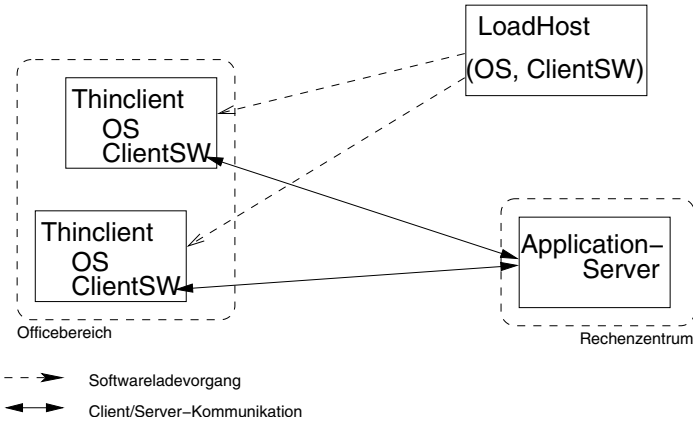 LoadHost
(OS, ClientSW)
Thinclient
OS
ClientSW
Thinclient
OS
ClientSW
Application–
Server
Officebereich
Rechenzentrum
Softwareladevorgang
Client/Server–Kommunikation